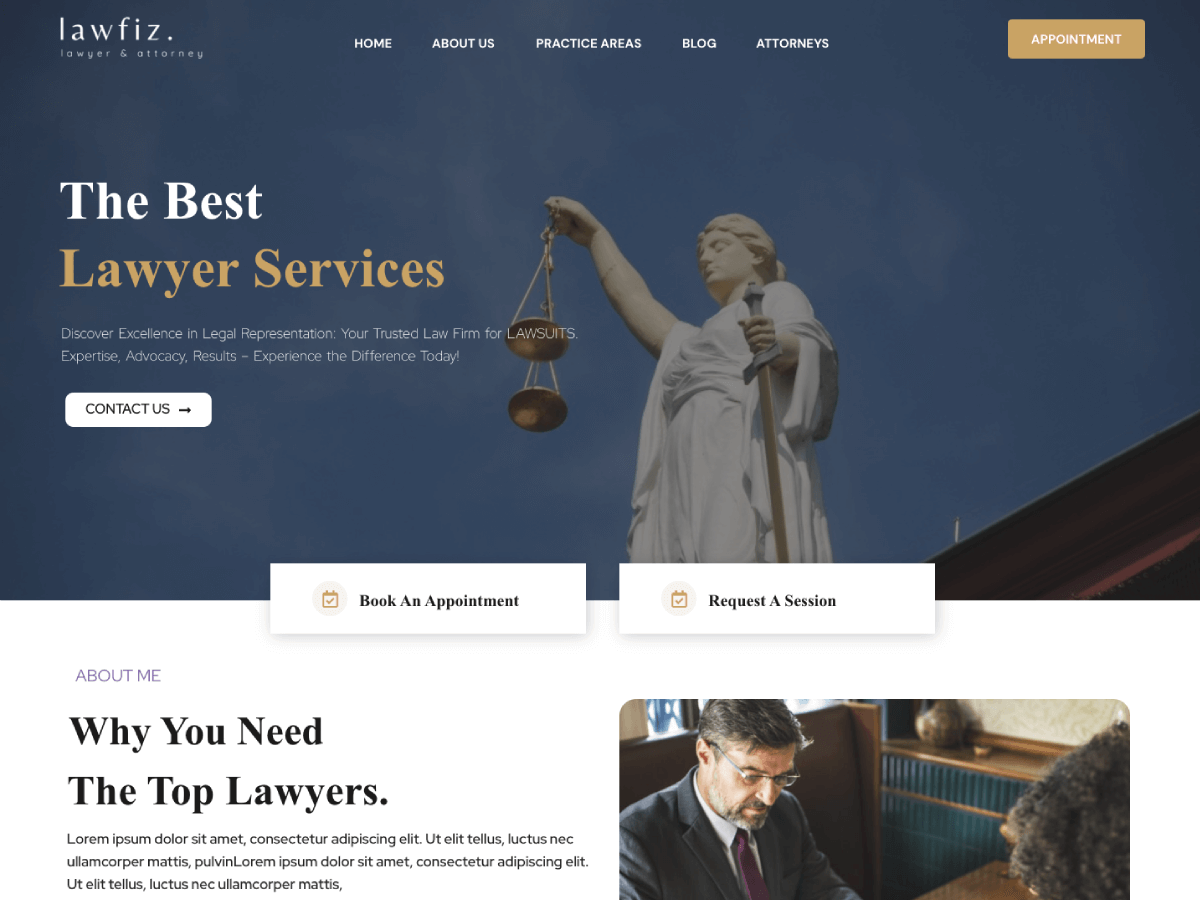 lawfiz.
lawyer & attorney
HOME ABOUT US PRACTICE AREAS BLOG ATTORNEYS APPOINTMENT
The Best
Lawyer Services
Discover Excellence in Legal Representation: Your Trusted Law Firm for LAWSUITS.
Expertise, Advocacy, Results – Experience the Difference Today!
CONTACT US →
Book An Appointment Request A Session
ABOUT ME
Why You Need
The Top Lawyers.
Lorem ipsum dolor sit amet, consectetur adipiscing elit. Ut elit tellus, luctus nec
ullamcorper mattis, pulvinLorem ipsum dolor sit amet, consectetur adipiscing elit.
Ut elit tellus, luctus nec ullamcorper mattis,